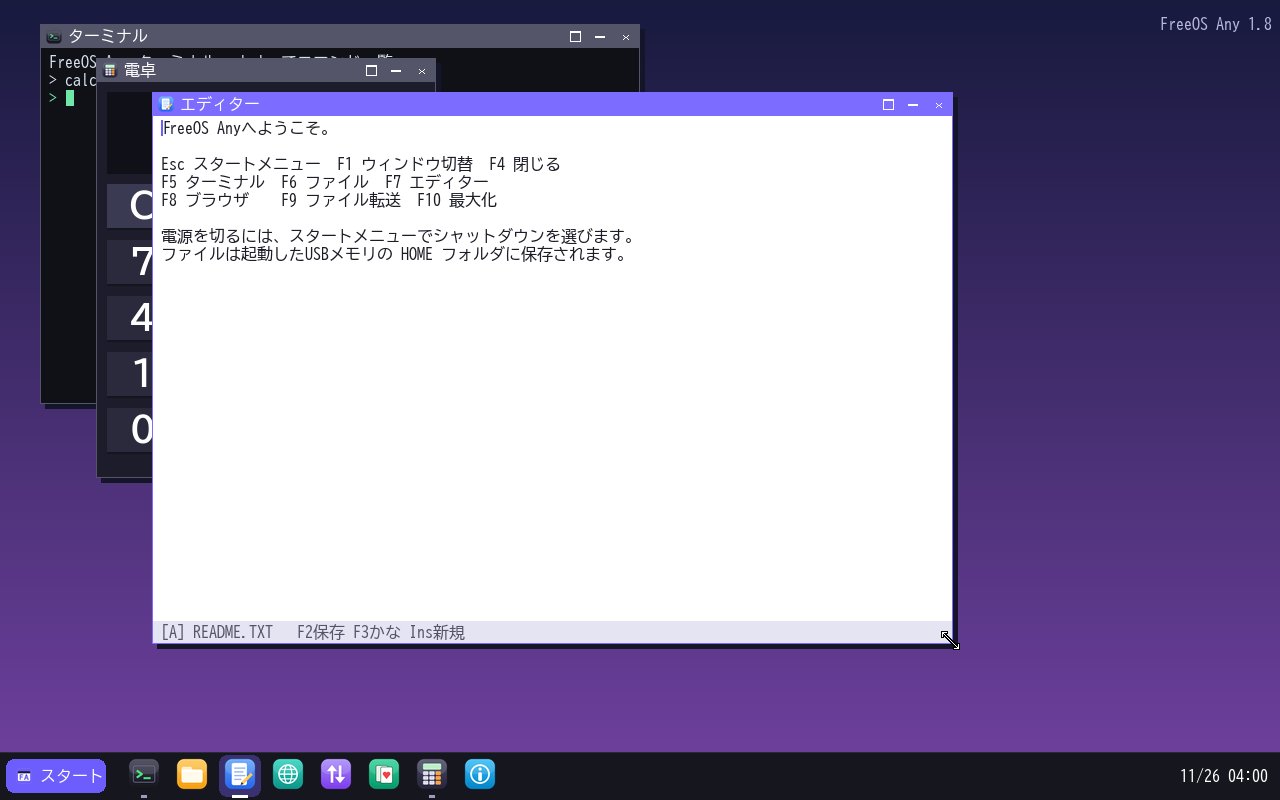 FreeOS Any 1.8
ターミナル
FreeOS
> calc
>
電卓
C
7
4
1
0
エディター
FreeOS Anyへようこそ。
Esc スタートメニュー  F1 ウィンドウ切替  F4 閉じる
F5 ターミナル  F6 ファイル  F7 エディター
F8 ブラウザ    F9 ファイル転送  F10 最大化
電源を切るには、スタートメニューでシャットダウンを選びます。
ファイルは起動したUSBメモリの HOME フォルダに保存されます。
[A] README.TXT   F2保存 F3かな Ins新規
FA スタート
11/26 04:00